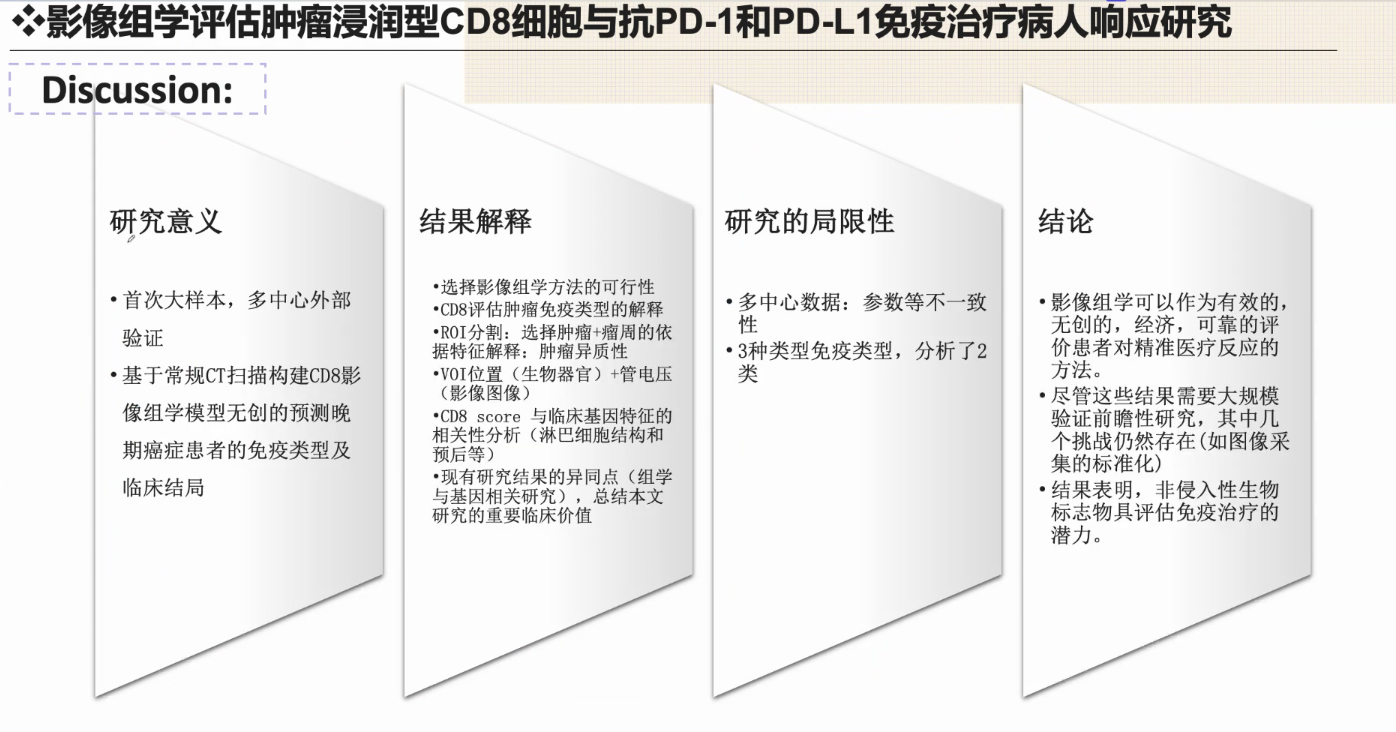 ❖影像组学评估肿瘤浸润型CD8细胞与抗PD-1和PD-L1免疫治疗病人响应研究
Discussion:
研究意义
•首次大样本，多中心外部
验证
•基于常规CT扫描构建CD8影
像组学模型无创的预测晚
期癌症患者的免疫类型及
临床结局
结果解释
•选择影像组学方法的可行性
•CD8评估肿瘤免疫类型的解释
•ROI分割：选择肿瘤+瘤周的依
据特征解释：肿瘤异质性
•VOI位置（生物器官）+管电压
（影像图像）
•CD8 score 与临床基因特征的
相关性分析（淋巴细胞结构和
预后等）
•现有研究结果的异同点（组学
与基因相关研究），总结本文
研究的重要临床价值
研究的局限性
•多中心数据：参数等不一致
性
•3种类型免疫类型，分析了2
类
结论
•影像组学可以作为有效的，
无创的，经济，可靠的评
价患者对精准医疗反应的
方法。
•尽管这些结果需要大规模
验证前瞻性研究，其中几
个挑战仍然存在(如图像采
集的标准化)
•结果表明，非侵入性生物
标志物具评估免疫治疗的
潜力。